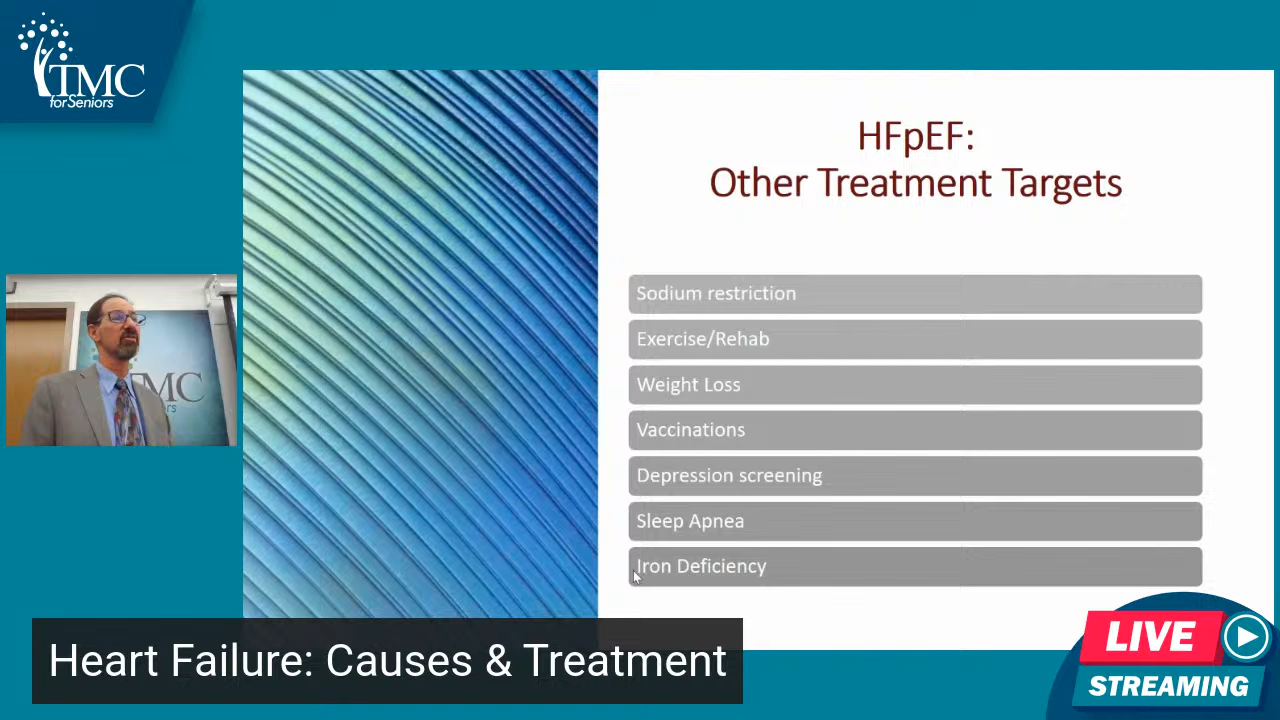 TMC
for Seniors
HFpEF:
Other Treatment Targets
Sodium restriction
Exercise/Rehab
Weight Loss
Vaccinations
Depression screening
Sleep Apnea
Iron Deficiency
TMC
Heart Failure: Causes & Treatment
LIVE
STREAMING